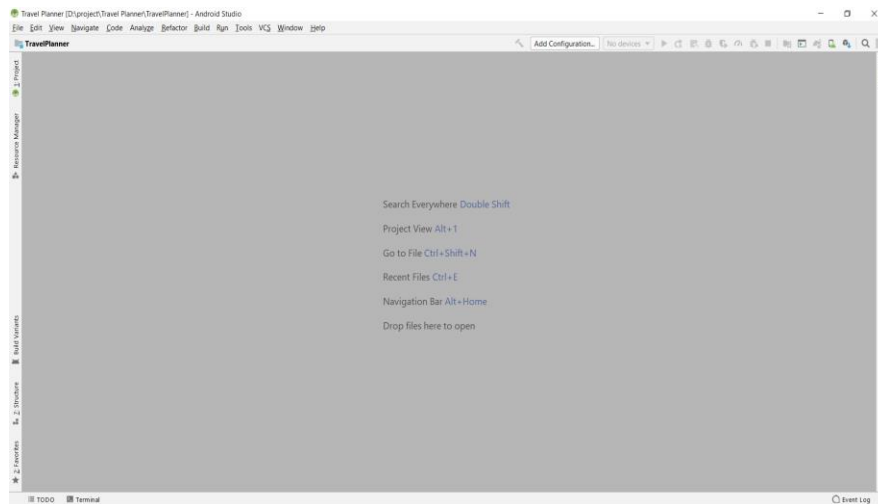 Travel Planner [D:\project\Travel Planner\TravelPlanner] - Android Studio
File Edit View Navigate Code Analyze Refactor Build Run Tools VCS Window Help
TravelPlanner
Add Configuration...
No devices
1: Project
Resource Manager
Search Everywhere Double Shift
Project View Alt+1
Go to File Ctrl+Shift+N
Recent Files Ctrl+E
Navigation Bar Alt+Home
Drop files here to open
Build Variants
Z: Structure
2: Favorites
TODO Terminal
Event Log